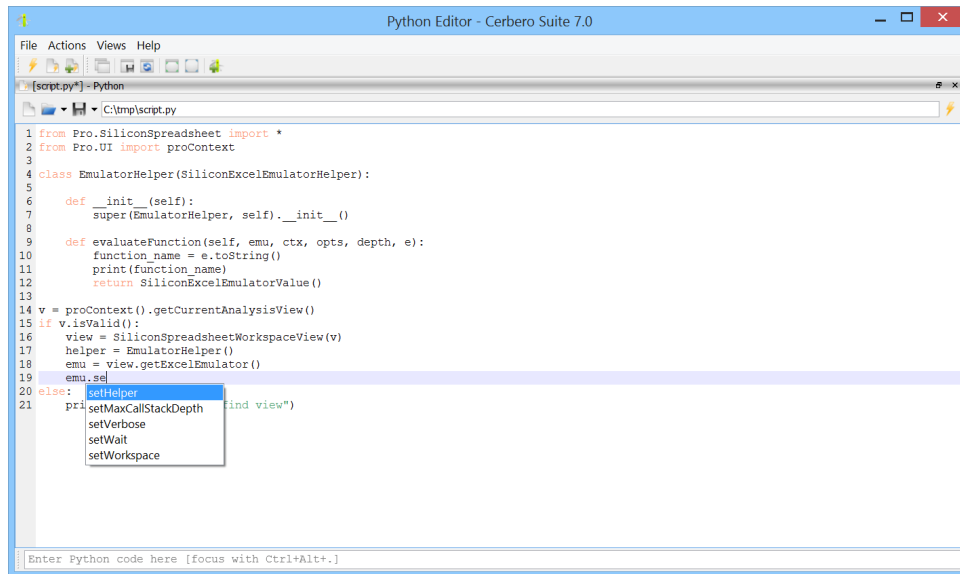 Python Editor - Cerbero Suite 7.0
File Actions Views Help
[script.py*] - Python
C:\tmp\script.py
1 from Pro.SiliconSpreadsheet import *
2 from Pro.UI import proContext
3
4 class EmulatorHelper(SiliconExcelEmulatorHelper):
5
6     def __init__(self):
7         super(EmulatorHelper, self).__init__()
8
9     def evaluateFunction(self, emu, ctx, opts, depth, e):
10         function_name = e.toString()
11         print(function_name)
12         return SiliconExcelEmulatorValue()
13
14 v = proContext().getCurrentAnalysisView()
15 if v.isValid():
16     view = SiliconSpreadsheetWorkspaceView(v)
17     helper = EmulatorHelper()
18     emu = view.getExcelEmulator()
19     emu.se
20 else:
21     pri find view")
setHelper
setMaxCallStackDepth
setVerbose
setWait
setWorkspace
Enter Python code here [focus with Ctrl+Alt+.]